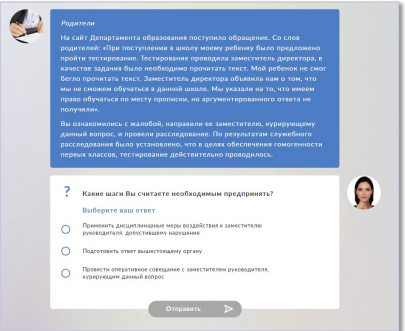 Родители
На сайт Департамента образования поступило обращение. Со слов
родителей: «При поступлении в школу моему ребенку было предложено
пройти тестирование. Тестирование проводила заместитель директора, в
качестве задания было необходимо прочитать текст. Мой ребенок не смог
бегло прочитать текст. Заместитель директора объявила нам о том, что
мы не сможем обучаться в данной школе. Мы указали на то, что имеем
право обучаться по месту прописки, но аргументированного ответа не
получили».
Вы ознакомились с жалобой, направили ее заместителю, курирующему
данный вопрос, и провели расследование. По результатам служебного
расследования было установлено, что в целях обеспечения гомогенности
первых классов, тестирование действительно проводилось.
? Какие шаги Вы считаете необходимым предпринять?
Выберите ваш ответ
Применить дисциплинарные меры воздействия к заместителю
руководителя, допустившему нарушение
Подготовить ответ вышестоящему органу
Провести оперативное совещание с заместителем руководителя,
курирующим данный вопрос
Отправить